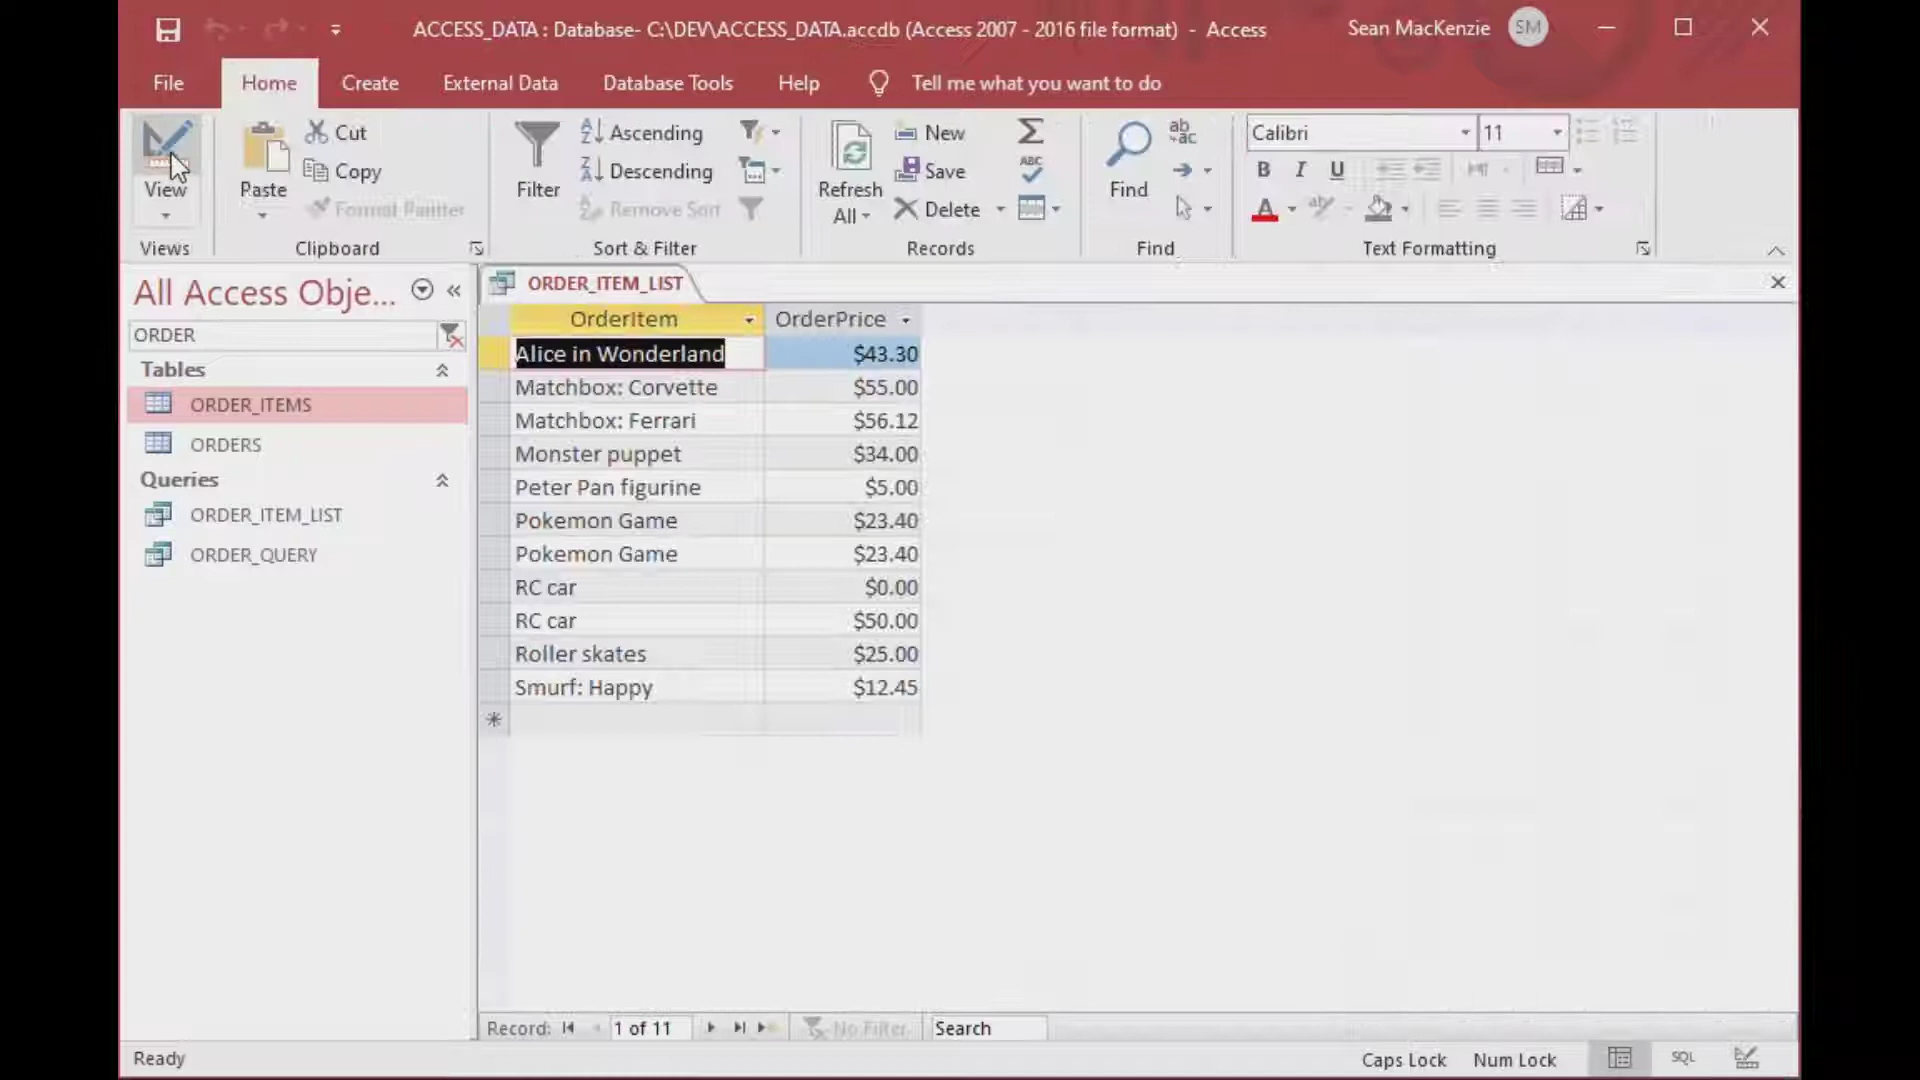 ACCESS_DATA : Database- C:\DEV\ACCESS_DATA.accdb (Access 2007 - 2016 file format) - Access
Sean MacKenzie SM
File Home Create External Data Database Tools Help Tell me what you want to do
View
Views
Paste
Cut
Copy
Format Painter
Clipboard
Filter
Ascending
Descending
Remove Sort
Sort & Filter
Refresh
All
New
Save
Delete
Records
Find
Find
Calibri 11
B I U
Text Formatting
All Access Obje...
ORDER
Tables
ORDER_ITEMS
ORDERS
Queries
ORDER_ITEM_LIST
ORDER_QUERY
ORDER_ITEM_LIST
OrderItem OrderPrice
Alice in Wonderland $43.30
Matchbox: Corvette $55.00
Matchbox: Ferrari $56.12
Monster puppet $34.00
Peter Pan figurine $5.00
Pokemon Game $23.40
Pokemon Game $23.40
RC car $0.00
RC car $50.00
Roller skates $25.00
Smurf: Happy $12.45
Record: 1 of 11 No Filter Search
Ready Caps Lock Num Lock SQL